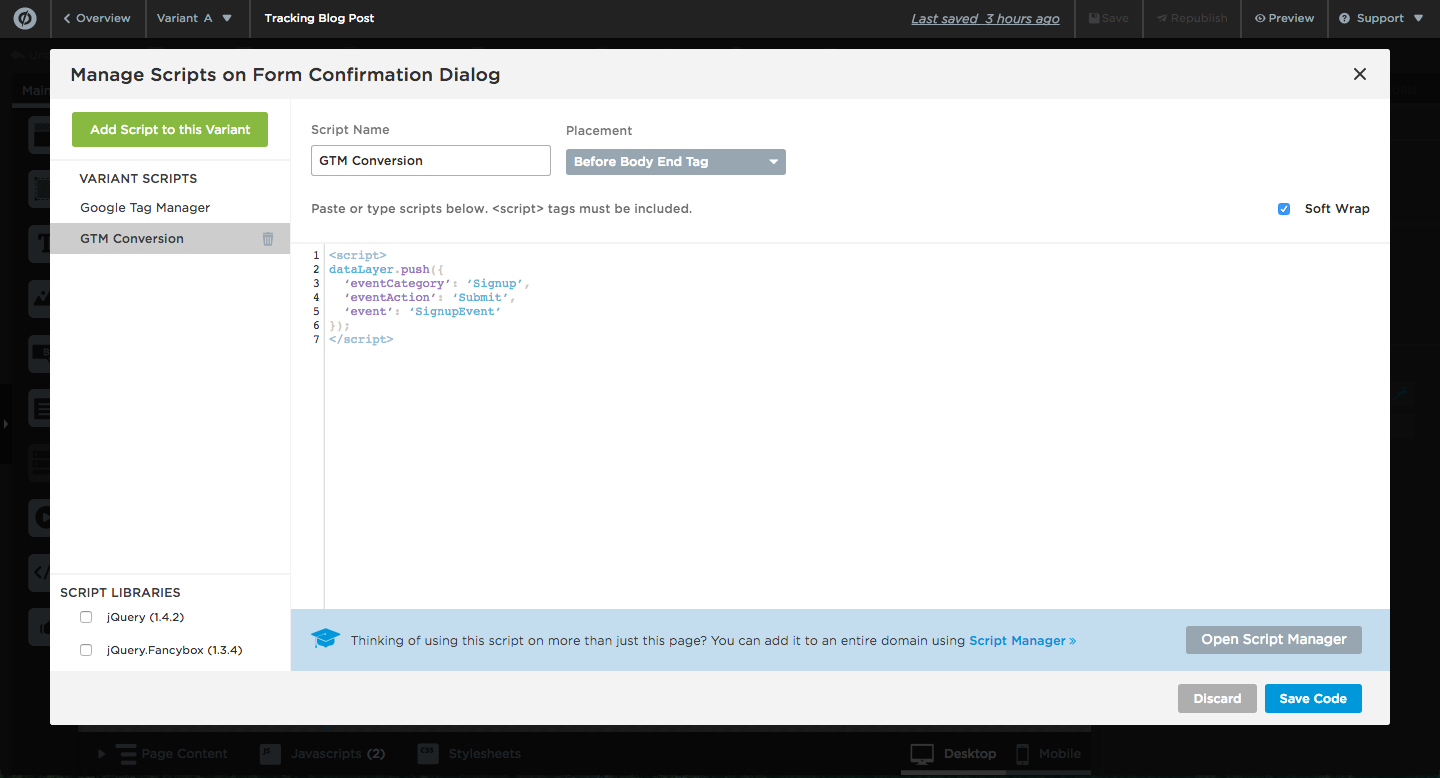 Overview
Variant A
Tracking Blog Post
Last saved 3 hours ago
Save
Republish
Preview
Support
Main
Manage Scripts on Form Confirmation Dialog
Add Script to this Variant
VARIANT SCRIPTS
Google Tag Manager
GTM Conversion
Script Name
Placement
GTM Conversion
Before Body End Tag
Paste or type scripts below. <script> tags must be included.
Soft Wrap
1 <script>
2 dataLayer.push({
3 ‘eventCategory’: ‘Signup’,
4 ‘eventAction’: ‘Submit’,
5 ‘event’: ‘SignupEvent’
6 });
7 </script>
SCRIPT LIBRARIES
jQuery (1.4.2)
jQuery.Fancybox (1.3.4)
Thinking of using this script on more than just this page? You can add it to an entire domain using Script Manager »
Open Script Manager
Discard
Save Code
Page Content
JS
Javascripts (2)
CSS
Stylesheets
Desktop
Mobile